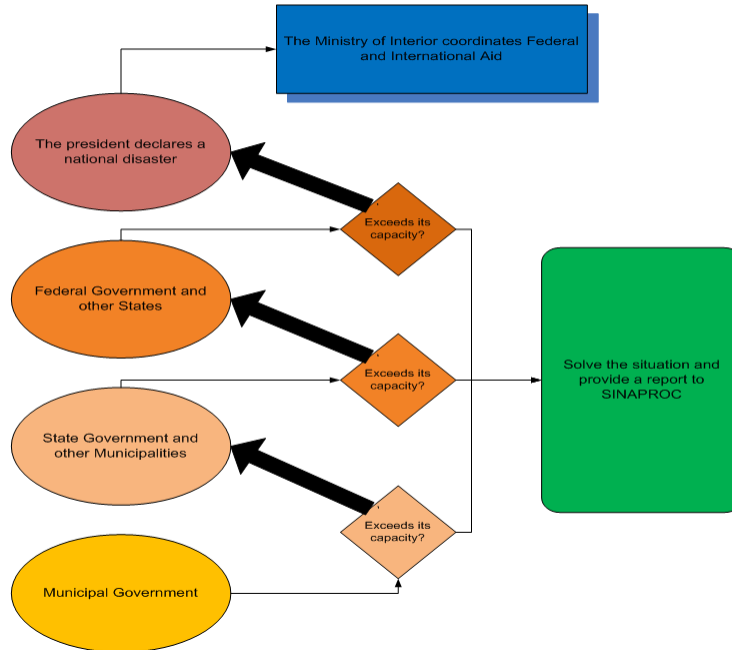 The Ministry of Interior coordinates Federal
and International Aid
The president declares a
national disaster
Exceeds its
capacity?
Federal Government and
other States
Exceeds its
capacity?
Solve the situation and
provide a report to
SINAPROC
State Government and
other Municipalities
Exceeds its
capacity?
Municipal Government